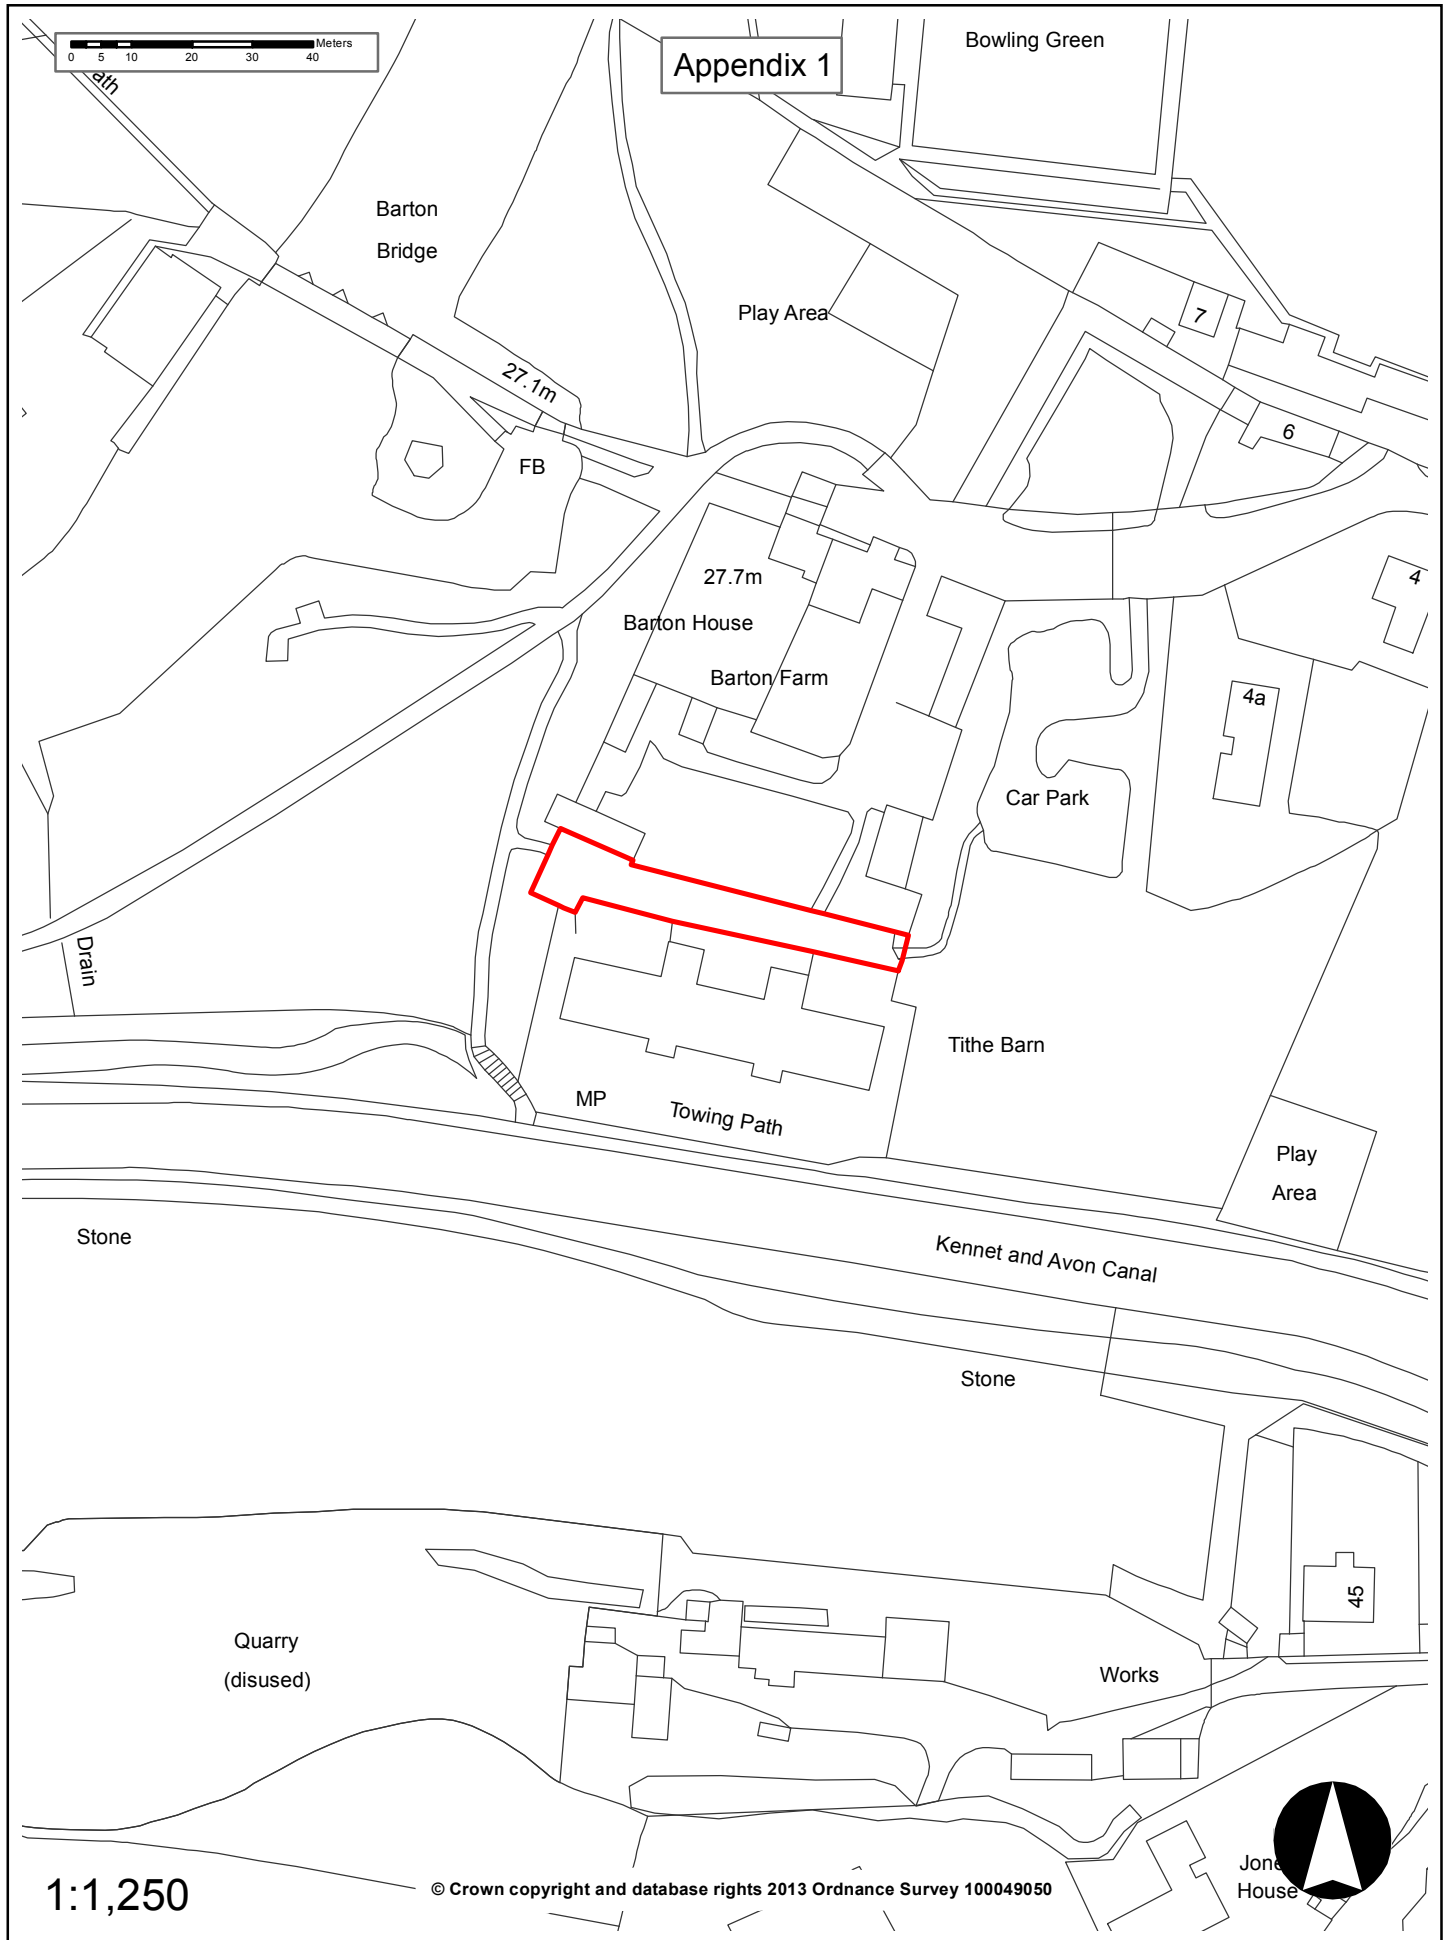 Meters
0 5 10 20 30 40
Appendix 1
Bowling Green
Barton
Bridge
Play Area
7
27.1m
6
FB
27.7m
4
Barton House
Barton Farm
4a
Car Park
Drain
Tithe Barn
MP
Towing Path
Play
Area
Stone
Kennet and Avon Canal
Stone
45
Quarry
(disused)
Works
House
1:1,250
© Crown copyright and database rights 2013 Ordnance Survey 100049050